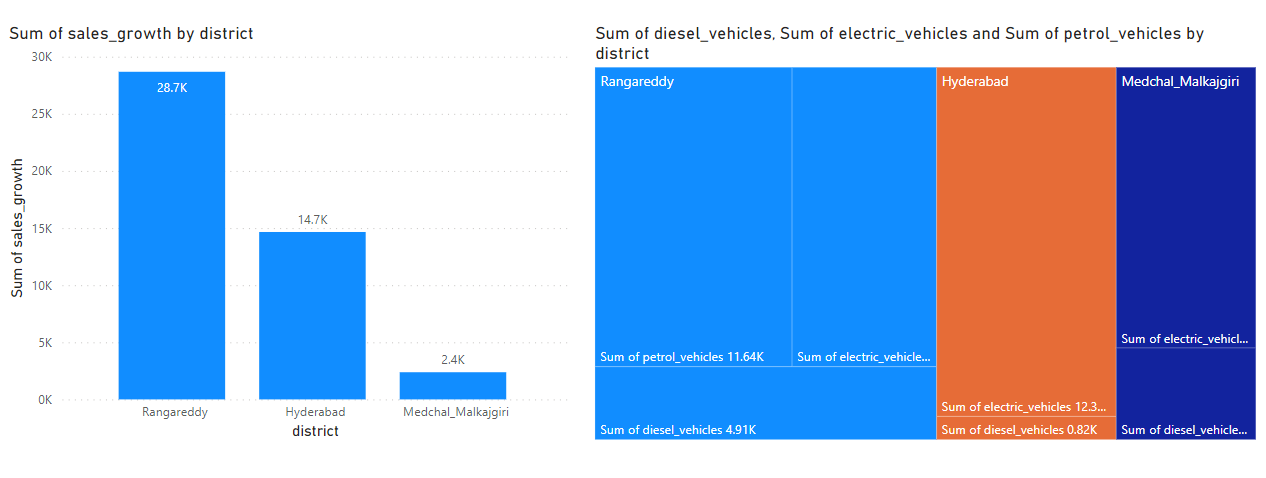 Sum of sales_growth by district
30K
25K
20K
15K
10K
5K
0K
Sum of sales_growth
28.7K
14.7K
2.4K
Rangareddy
Hyderabad
Medchal_Malkajgiri
district
Sum of diesel_vehicles, Sum of electric_vehicles and Sum of petrol_vehicles by
district
Rangareddy
Sum of petrol_vehicles 11.64K
Sum of electric_vehicle...
Sum of diesel_vehicles 4.91K
Hyderabad
Sum of electric_vehicles 12.3...
Sum of diesel_vehicles 0.82K
Medchal_Malkajgiri
Sum of electric_vehicl...
Sum of diesel_vehicle...